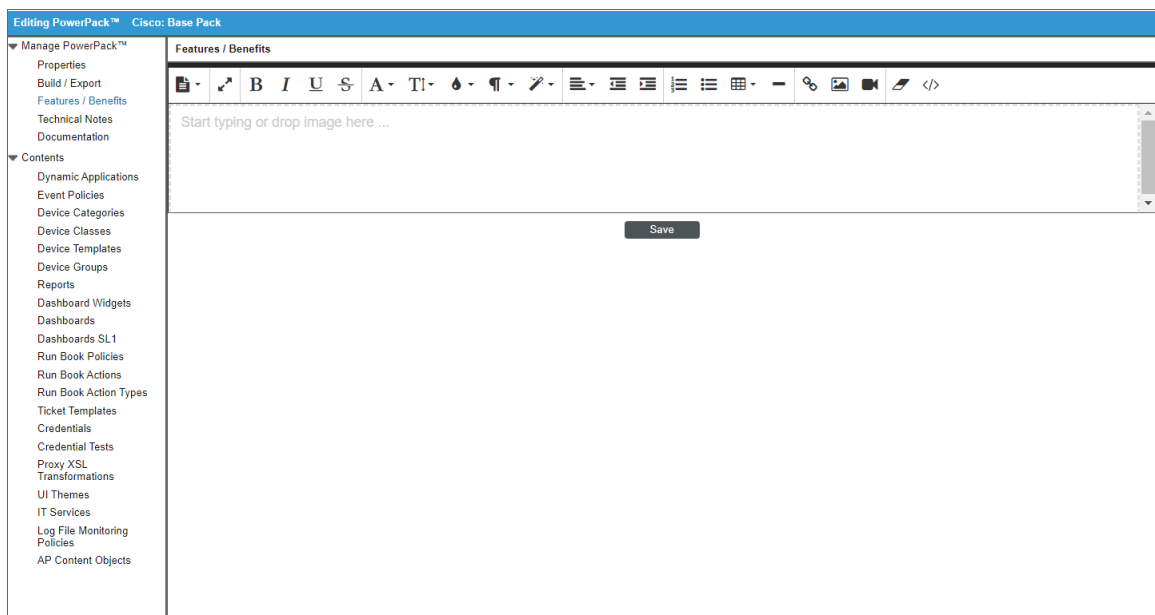 Editing PowerPack™ Cisco: Base Pack
Manage PowerPack™
Properties
Build / Export
Features / Benefits
Technical Notes
Documentation
Contents
Dynamic Applications
Event Policies
Device Categories
Device Classes
Device Templates
Device Groups
Reports
Dashboard Widgets
Dashboards
Dashboards SL1
Run Book Policies
Run Book Actions
Run Book Action Types
Ticket Templates
Credentials
Credential Tests
Proxy XSL
Transformations
UI Themes
IT Services
Log File Monitoring
Policies
AP Content Objects
Features / Benefits
B I U S A T ¶ </>
Start typing or drop image here ...
Save